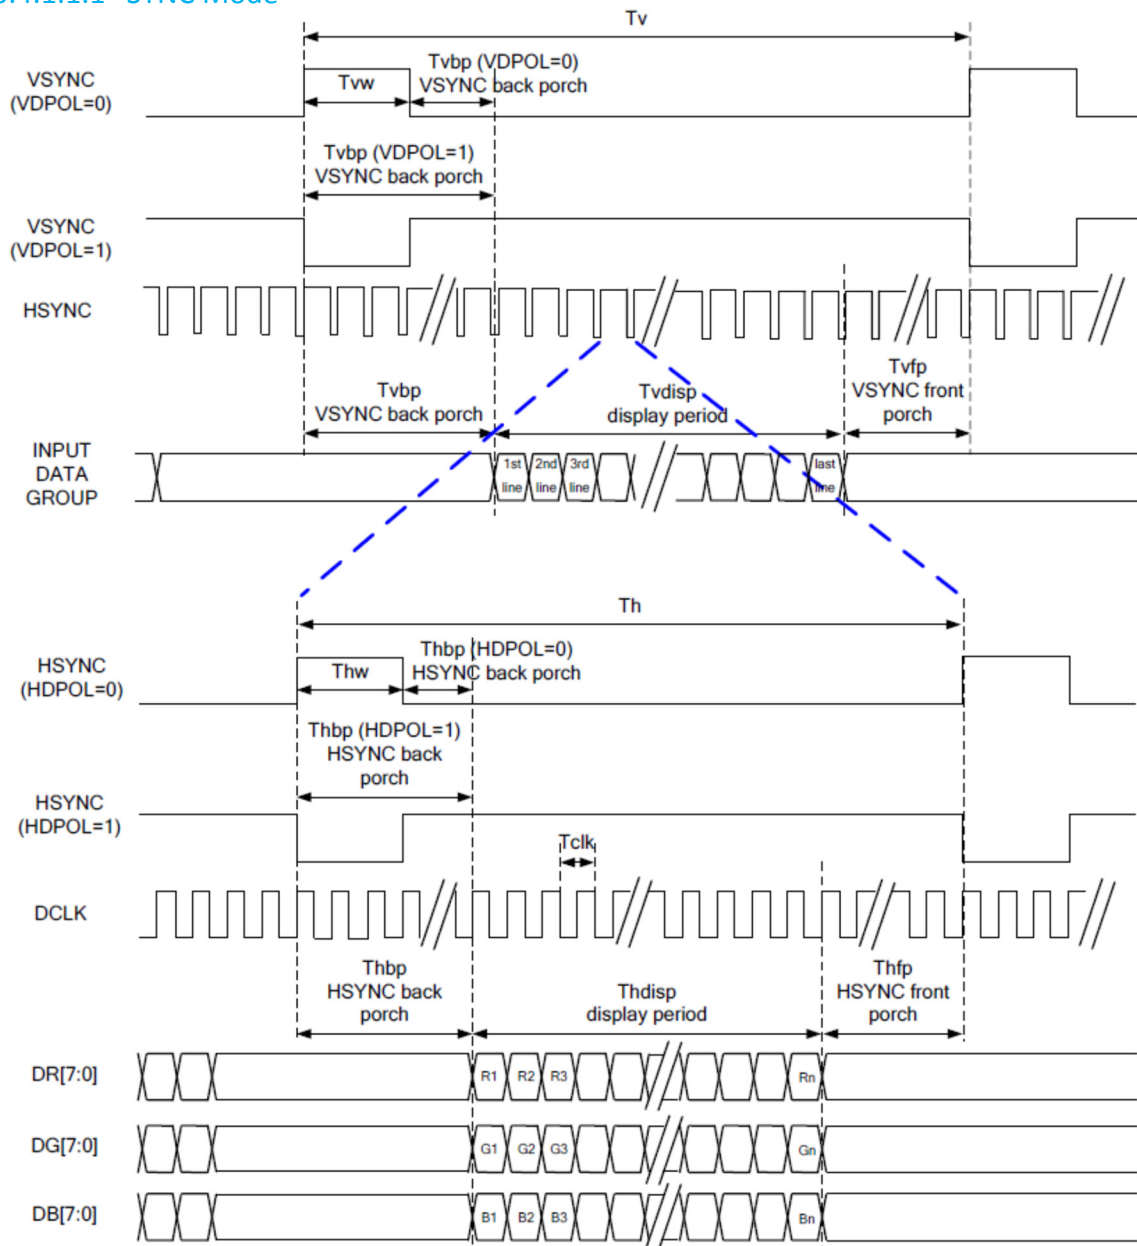 SYNC Mode
Tv
VSYNC
(VDPOL=0)
Tvw
Tvbp (VDPOL=0)
VSYNC back porch
Tvbp (VDPOL=1)
VSYNC back porch
VSYNC
(VDPOL=1)
HSYNC
Tvbp
VSYNC back porch
Tvdisp
display period
Tvfp
VSYNC front
porch
INPUT
DATA
GROUP
1st
line
2nd
line
3rd
line
last
line
Th
HSYNC
(HDPOL=0)
Thw
Thbp (HDPOL=0)
HSYNC back porch
Thbp (HDPOL=1)
HSYNC back
porch
HSYNC
(HDPOL=1)
Tclk
DCLK
Thbp
HSYNC back
porch
Thdisp
display period
Thfp
HSYNC front
porch
DR[7:0]
R1 R2 R3 Rn
DG[7:0]
G1 G2 G3 Gn
DB[7:0]
B1 B2 B3 Bn